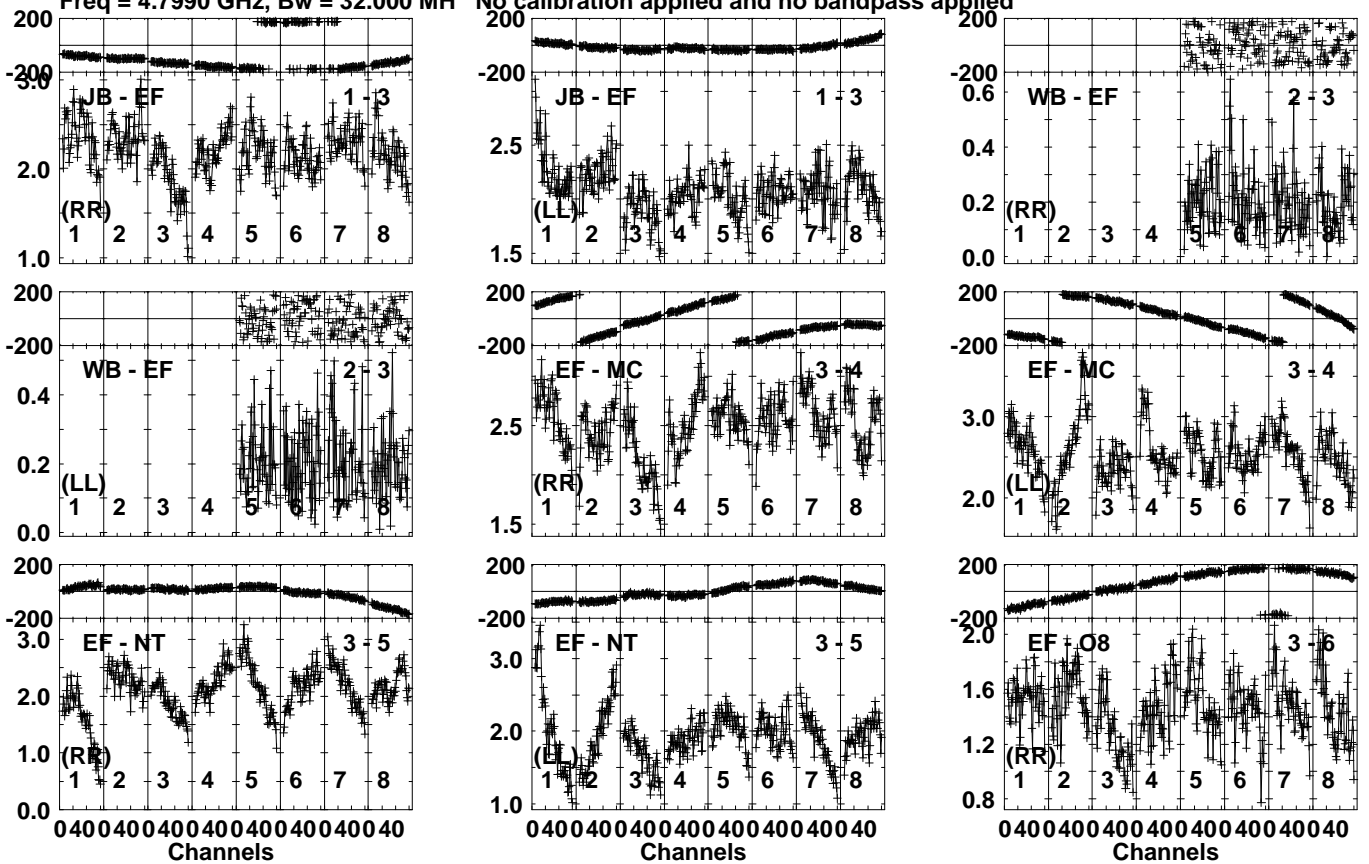 Freq = 4.7990 GHz, Bw = 32.000 MH No calibration applied and no bandpass applied
200 200 200
-200 -200 -200
3.0 JB - EF 1 - 3 JB - EF 1 - 3 0.6 WB - EF 2 - 3
2.5 0.4
2.0
(RR) (LL) 0.2 (RR)
1 2 3 4 5 6 7 8 1 2 3 4 5 6 7 8 1 2 3 4 5 6 7 8
1.0 1.5 0.0
200 200 200
-200 -200 -200
WB - EF 2 - 3 EF - MC 3 - 4 EF - MC 3 - 4
0.4 2.5 3.0
0.2
(LL) (RR) 2.0 (LL)
1 2 3 4 5 6 7 8 1 2 3 4 5 6 7 8 1 2 3 4 5 6 7 8
0.0 1.5
200 200 200
-200 -200 -200
3.0 EF - NT 3 - 5 3.0 EF - NT 3 - 5 2.0 EF - O8 3 - 6
2.0 2.0 1.6
1.0 (RR) (LL) 1.2 (RR)
1 2 3 4 5 6 7 8 1 2 3 4 5 6 7 8 1 2 3 4 5 6 7 8
0.0 1.0 0.8
0 40 0 40 0 40 0 40 0 40 0 40 0 40 0 40 0 40 0 40 0 40 0 40 0 40 0 40 0 40 0 40 0 40 0 40 0 40 0 40 0 40 0 40 0 40 0 40
Channels Channels Channels